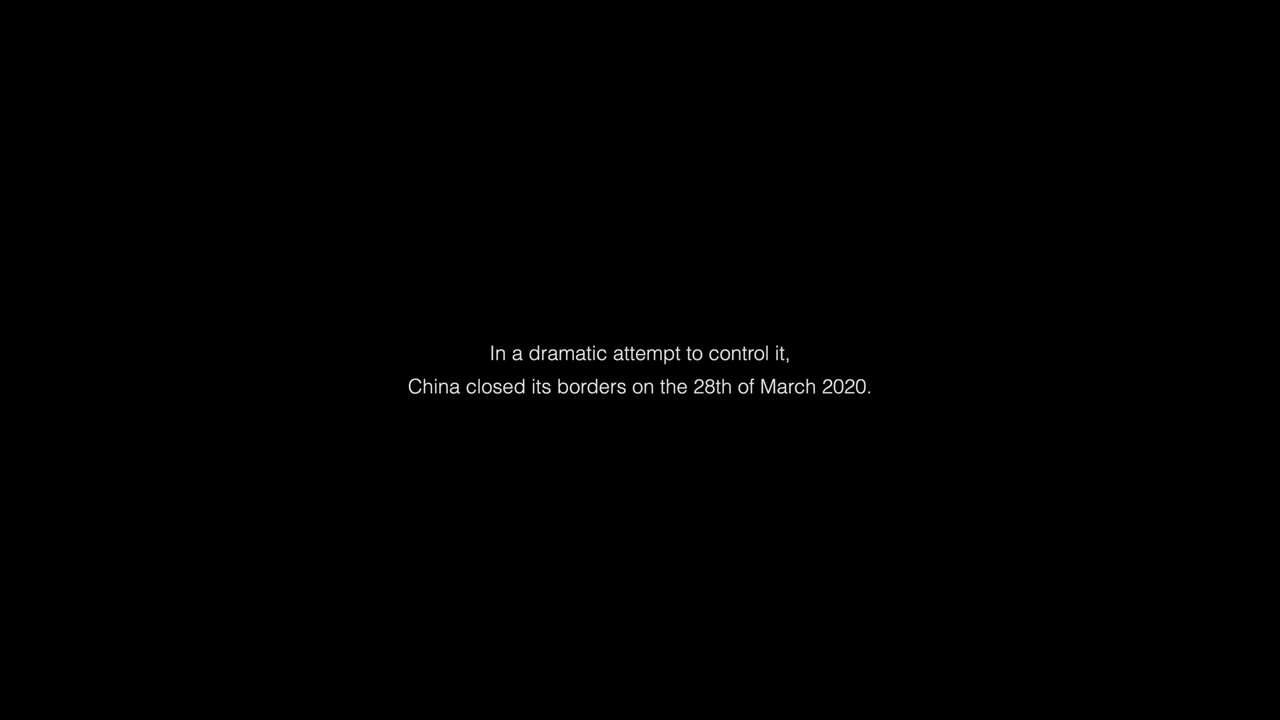 In a dramatic attempt to control it,
China closed its borders on the 28th of March 2020.